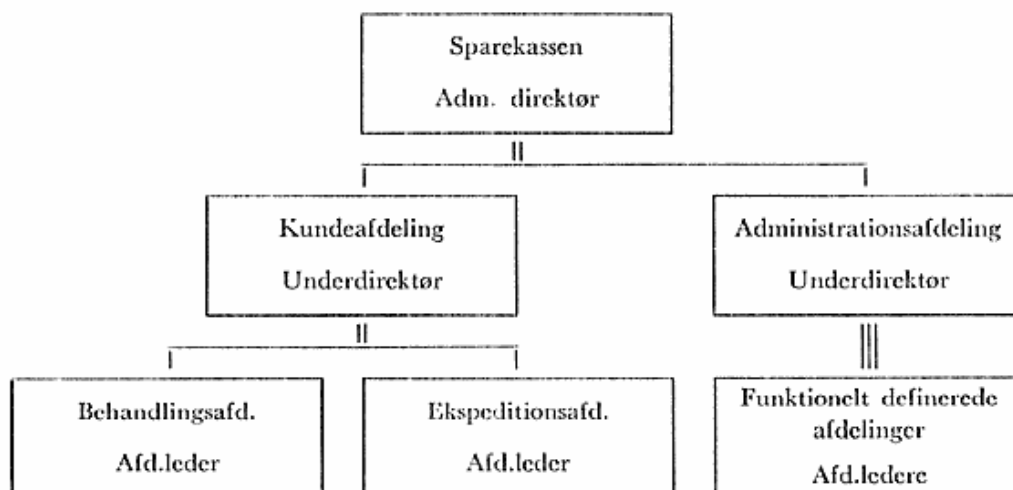 Sparekassen
Adm. direktør
Kundeafdeling
Underdirektør
Administrationsafdeling
Underdirektør
Behandlingsafd.
Afd.leder
Ekspeditionsafd.
Afd.leder
Funktionelt definerede
afdelinger
Afd.ledere